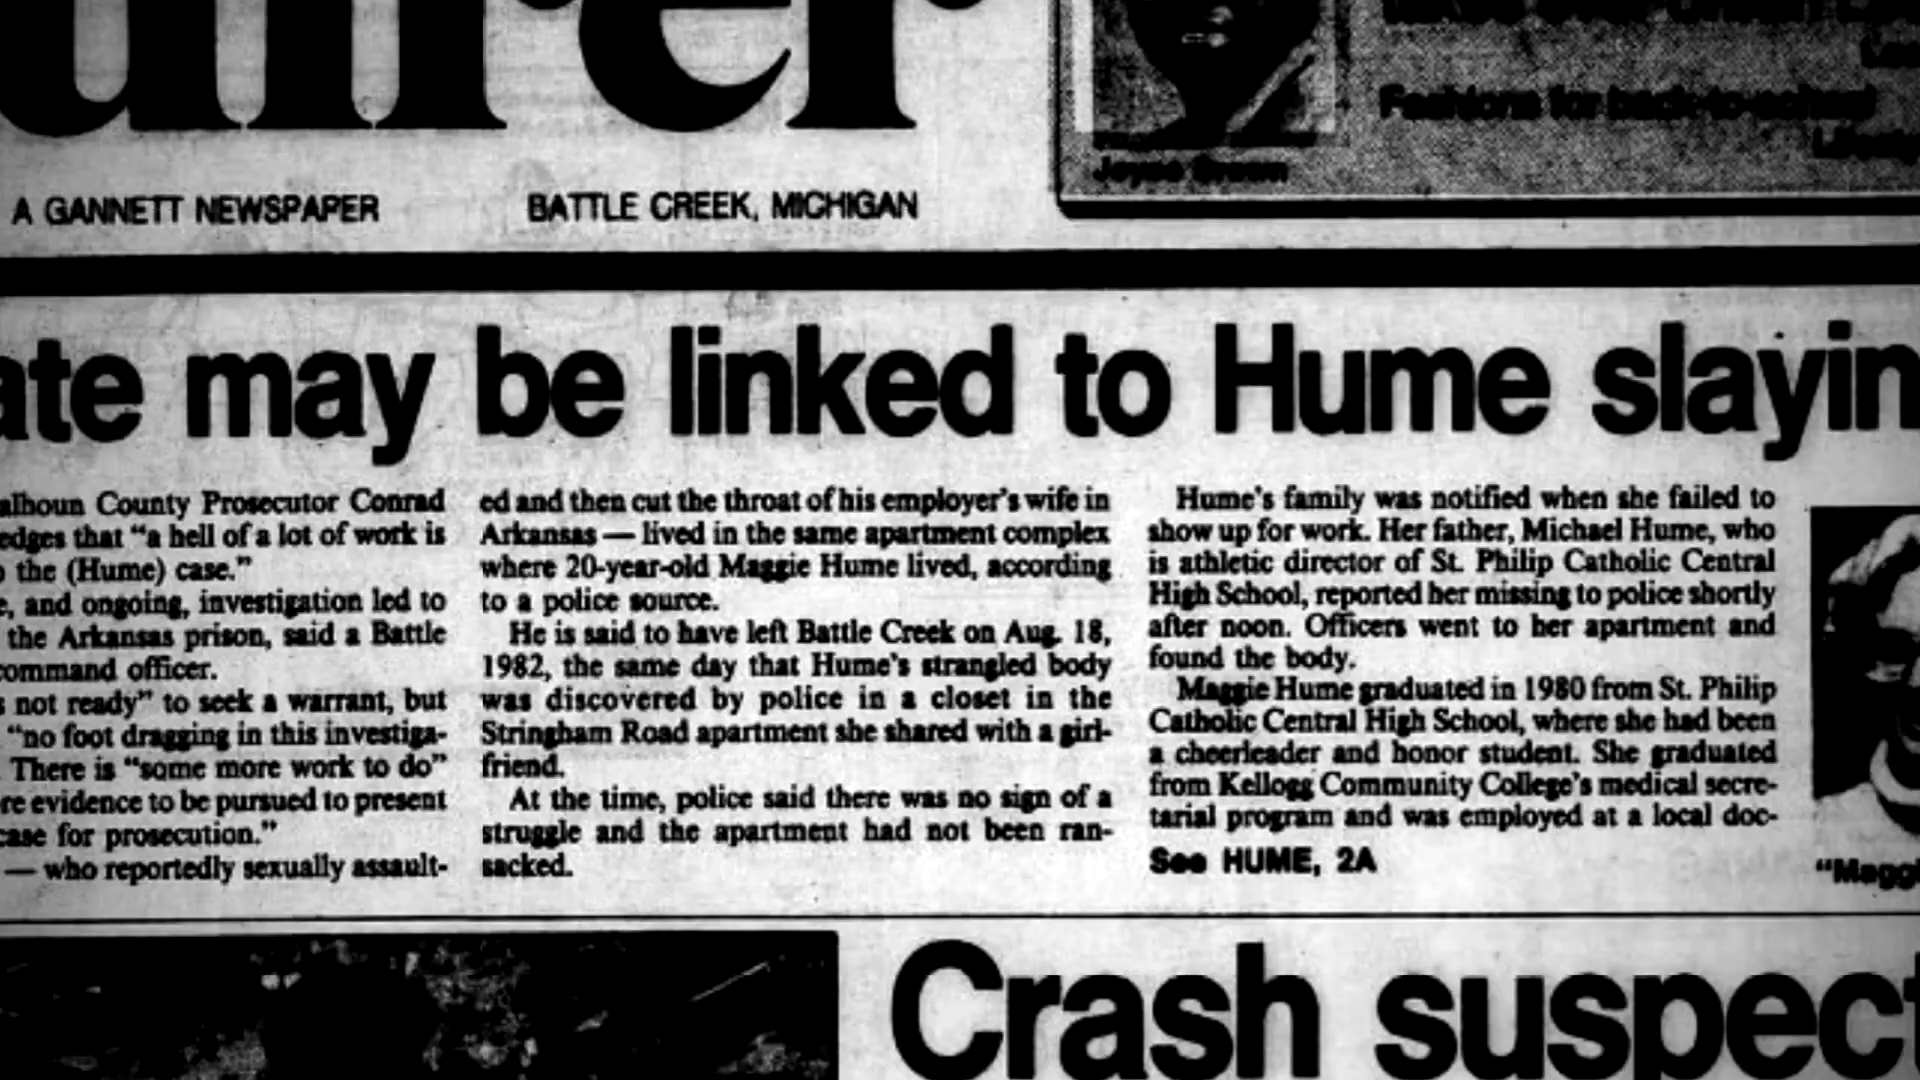 A GANNETT NEWSPAPER
BATTLE CREEK, MICHIGAN
Fashions for back-to-school
may be linked to Hume
County Prosecutor Conrad
that “a hell of a lot of work is
the (Hume) case.”
and ongoing, investigation led to
the Arkansas prison, said a Battle
officer.
not ready” to seek a warrant, but
“no foot dragging in this investiga-
There is “some more work to do”
evidence to be pursued to present
for prosecution.”
— who reportedly sexually assault-
ed and then cut the throat of his employer’s wife in
Arkansas — lived in the same apartment complex
where 20-year-old Maggie Hume lived, according
to a police source.
He is said to have left Battle Creek on Aug. 18,
1982, the same day that Hume’s strangled body
was discovered by police in a closet in the
Stringham Road apartment she shared with a girl-
friend.
At the time, police said there was no sign of a
struggle and the apartment had not been ran-
sacked.
Hume’s family was notified when she failed to
show up for work. Her father, Michael Hume, who
is athletic director of St. Philip Catholic Central
High School, reported her missing to police shortly
after noon. Officers went to her apartment and
found the body.
Maggie Hume graduated in 1980 from St. Philip
Catholic Central High School, where she had been
a cheerleader and honor student. She graduated
from Kellogg Community College’s medical secre-
tarial program and was employed at a local doc-
See HUME, 2A
Crash suspect